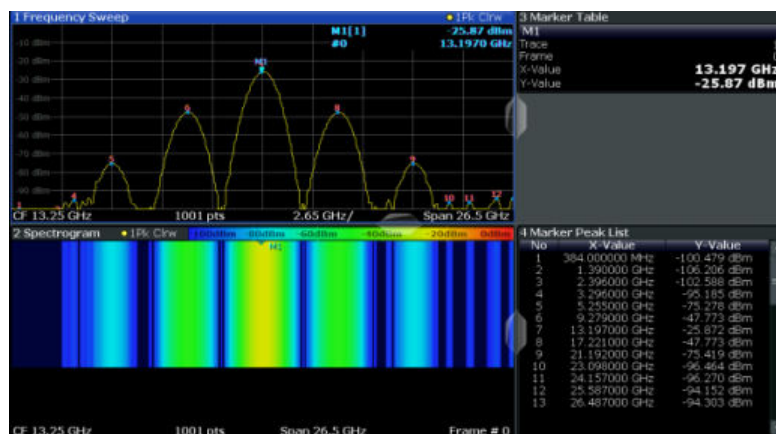 1 Frequency Sweep
1Pk Clrw
M1[1] -25.87 dBm
#0 13.1970 GHz
M1
-10 dBm
-20 dBm
-30 dBm
-40 dBm
-50 dBm
-60 dBm
-70 dBm
-80 dBm
-90 dBm
6
8
5
9
4
10
11
12
1
CF 13.25 GHz 1001 pts 2.65 GHz/ Span 26.5 GHz
2 Spectrogram
1Pk Clrw
-100dBm -80dBm -60dBm -40dBm -20dBm 0dBm
M1
CF 13.25 GHz 1001 pts Span 26.5 GHz Frame # 0
3 Marker Table
M1
Trace
Frame
X-Value 13.197 GHz
Y-Value -25.87 dBm
4 Marker Peak List
No X-Value Y-Value
1 384.000000 MHz -100.479 dBm
2 1.390000 GHz -106.206 dBm
3 2.396000 GHz -102.588 dBm
4 3.296000 GHz -95.185 dBm
5 5.255000 GHz -75.278 dBm
6 9.279000 GHz -47.773 dBm
7 13.197000 GHz -25.872 dBm
8 17.221000 GHz -47.773 dBm
9 21.192000 GHz -75.419 dBm
10 23.098000 GHz -96.464 dBm
11 24.157000 GHz -96.270 dBm
12 25.587000 GHz -94.152 dBm
13 26.487000 GHz -94.303 dBm